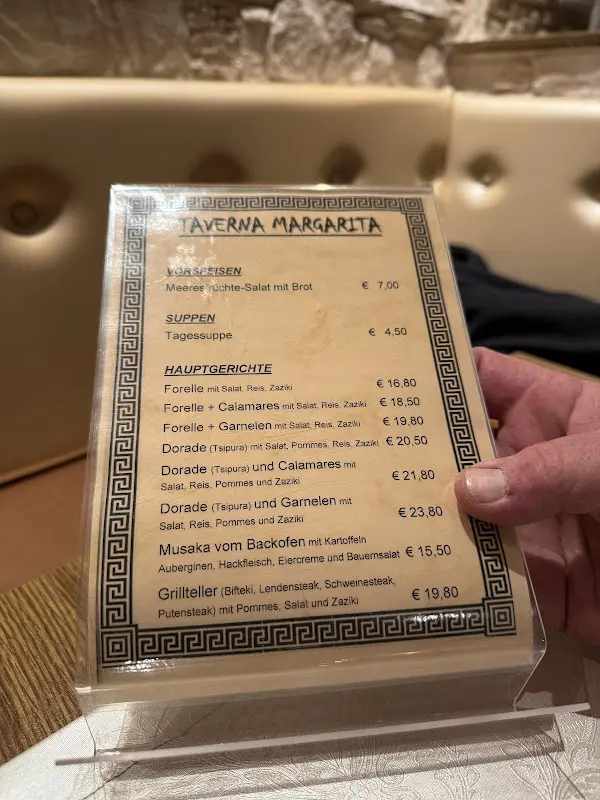 TAVERNA MARGARITA
VORSPEISEN
Meeresfrüchte-Salat mit Brot € 7,00
SUPPEN
Tagessuppe € 4,50
HAUPTGERICHTE
Forelle mit Salat, Reis, Zaziki € 16,80
Forelle + Calamares mit Salat, Reis, Zaziki € 18,50
Forelle + Garnelen mit Salat, Reis, Zaziki € 19,80
Dorade (Tsipura) mit Salat, Pommes, Reis, Zaziki € 20,50
Dorade (Tsipura) und Calamares mit
Salat, Reis, Pommes und Zaziki € 21,80
Dorade (Tsipura) und Garnelen mit
Salat, Reis, Pommes und Zaziki € 23,80
Musaka vom Backofen mit Kartoffeln
Auberginen, Hackfleisch, Eiercreme und Bauernsalat € 15,50
Grillteller (Bifteki, Lendensteak, Schweinesteak,
Putensteak) mit Pommes, Salat und Zaziki € 19,80